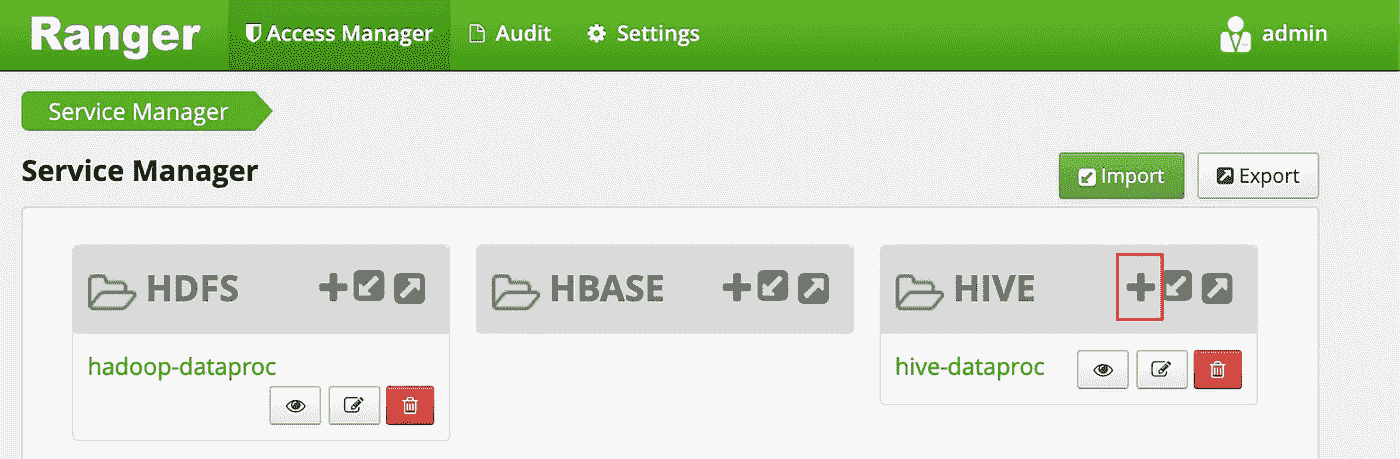 Ranger Access Manager Audit Settings admin
Service Manager
Service Manager Import Export
HDFS HBASE HIVE
hadoop-dataproc hive-dataproc